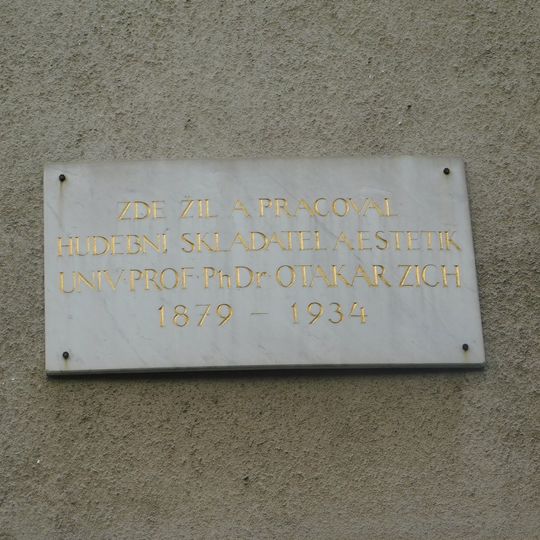 ZDE ŽIL A PRACOVAL
HUDEBNÍ SKLADATEL A ESTETIK
UNIV·PROF·PhDr·OTAKAR ZICH
1879 – 1934